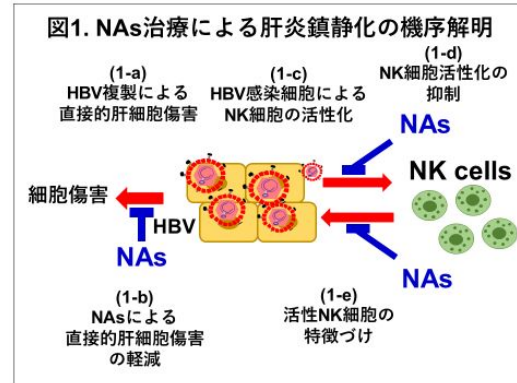 図1. NAs治療による肝炎鎮静化の機序解明
(1-a)
HBV複製による
直接的肝細胞傷害
(1-c)
HBV感染細胞による
NK細胞の活性化
(1-d)
NK細胞活性化の
抑制
NAs
NK cells
細胞傷害
HBV
NAs
NAs
(1-b)
NAsによる
直接的肝細胞傷害
の軽減
(1-e)
活性NK細胞の
特徴づけ